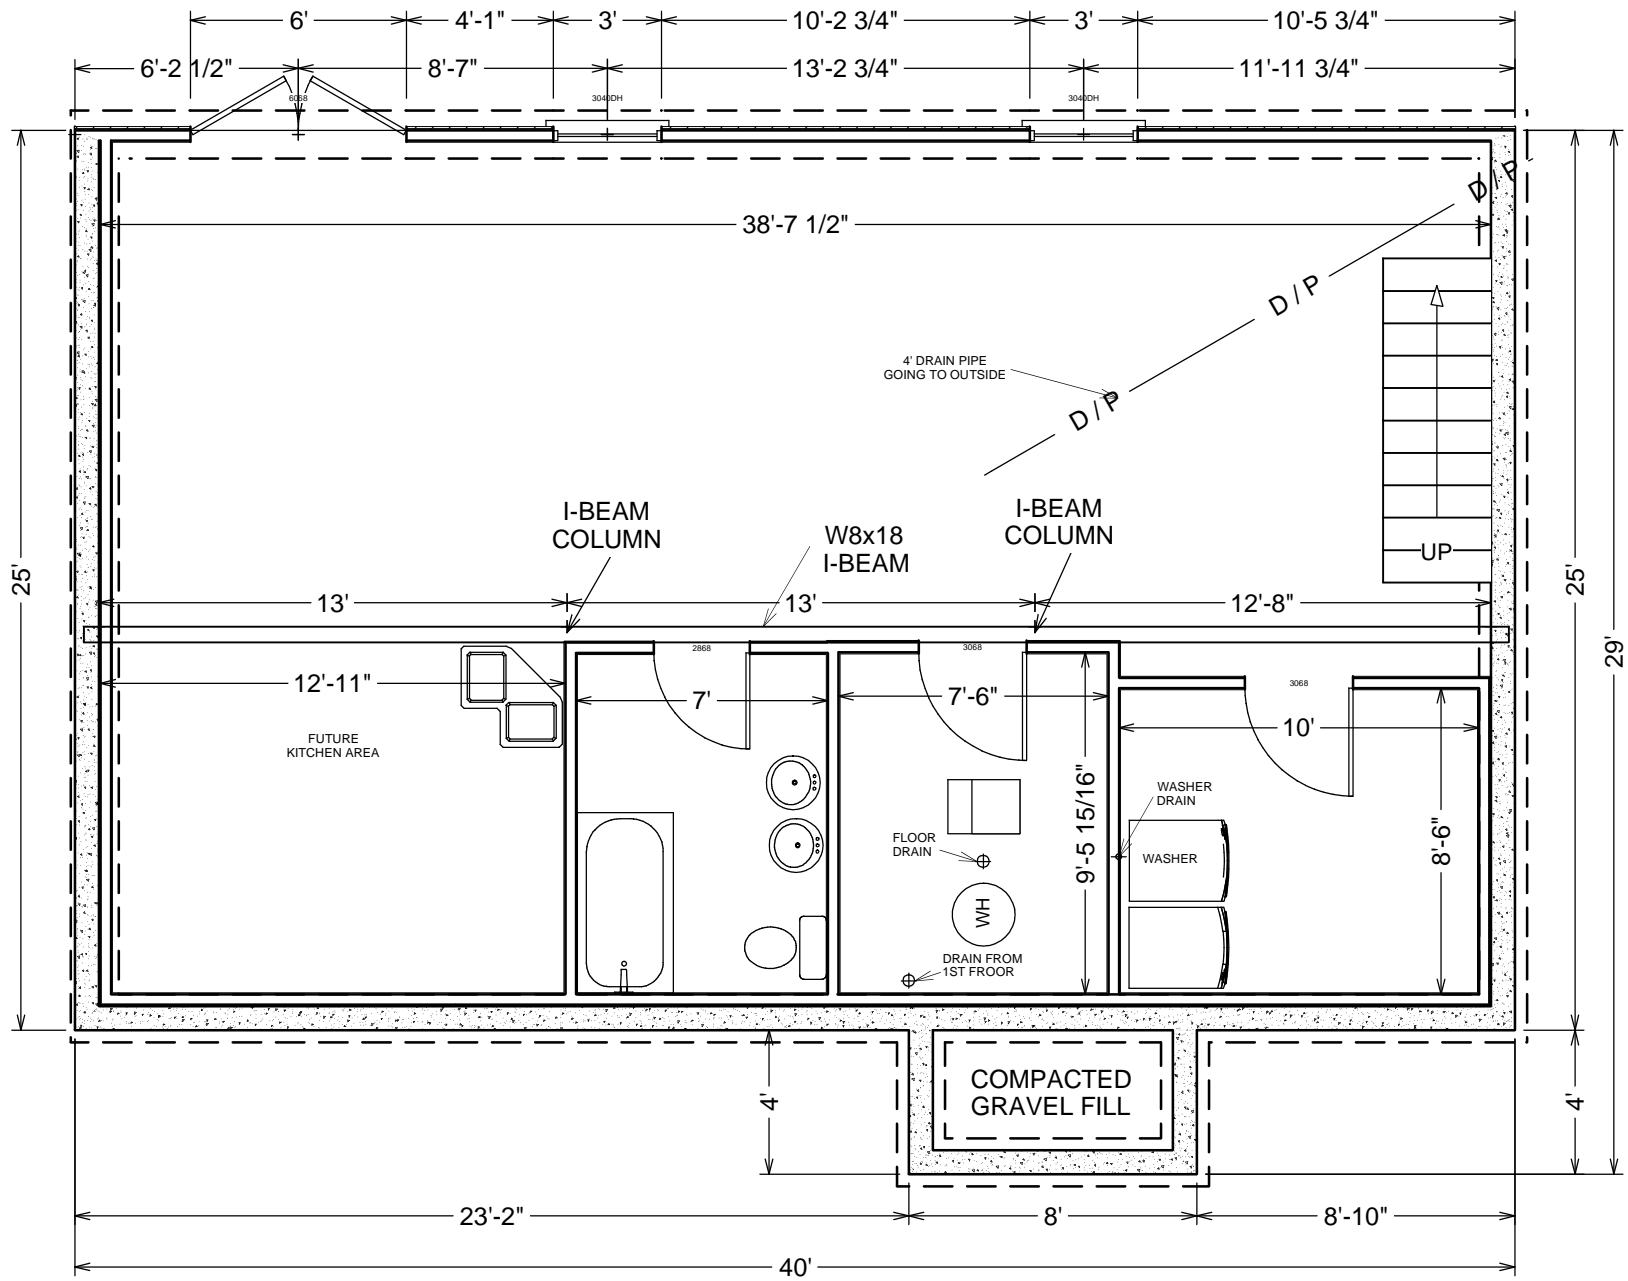 6'
4'-1"
3'
10'-2 3/4"
3'
10'-5 3/4"
6'-2 1/2"
8'-7"
13'-2 3/4"
11'-11 3/4"
6068
3040DH
3040DH
D / P
38'-7 1/2"
D / P
4' DRAIN PIPE
GOING TO OUTSIDE
D / P
I-BEAM
COLUMN
W8x18
I-BEAM
I-BEAM
COLUMN
UP
25'
25'
29'
13'
13'
12'-8"
2868
3068
3068
12'-11"
7'
7'-6"
10'
FUTURE
KITCHEN AREA
9'-5 15/16"
WASHER
DRAIN
FLOOR
DRAIN
WASHER
8'-6"
WH
DRAIN FROM
1ST FROOR
COMPACTED
GRAVEL FILL
4'
4'
23'-2"
8'
8'-10"
40'